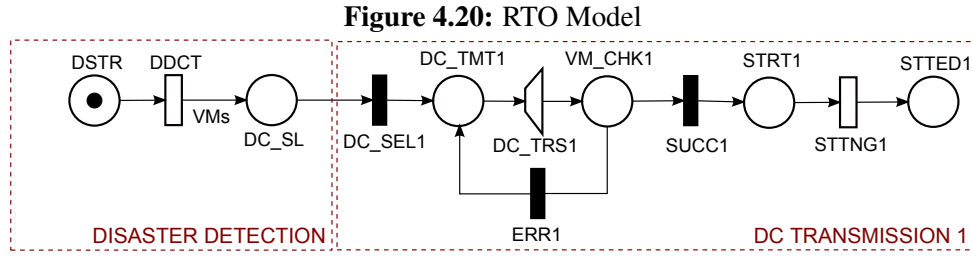 Figure 4.20: RTO Model
DSTR DDCT DC_TMT1 VM_CHK1 STRT1 STTED1
VMs
DC_SL DC_SEL1 DC_TRS1 SUCC1 STTNG1
ERR1
DISASTER DETECTION DC TRANSMISSION 1